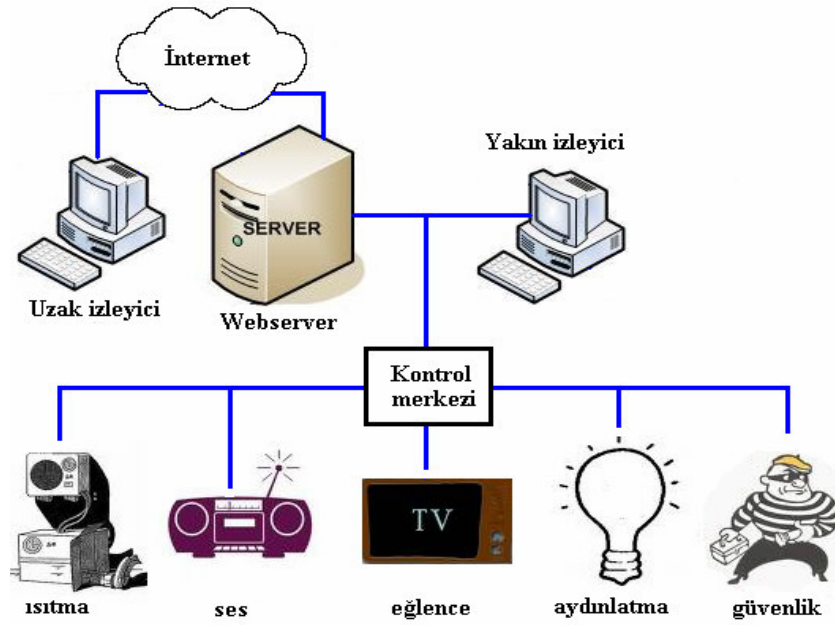 İnternet
Yakın izleyici
SERVER
Uzak izleyici
Webserver
Kontrol
merkezi
TV
ısıtma
ses
eğlence
aydınlatma
güvenlik